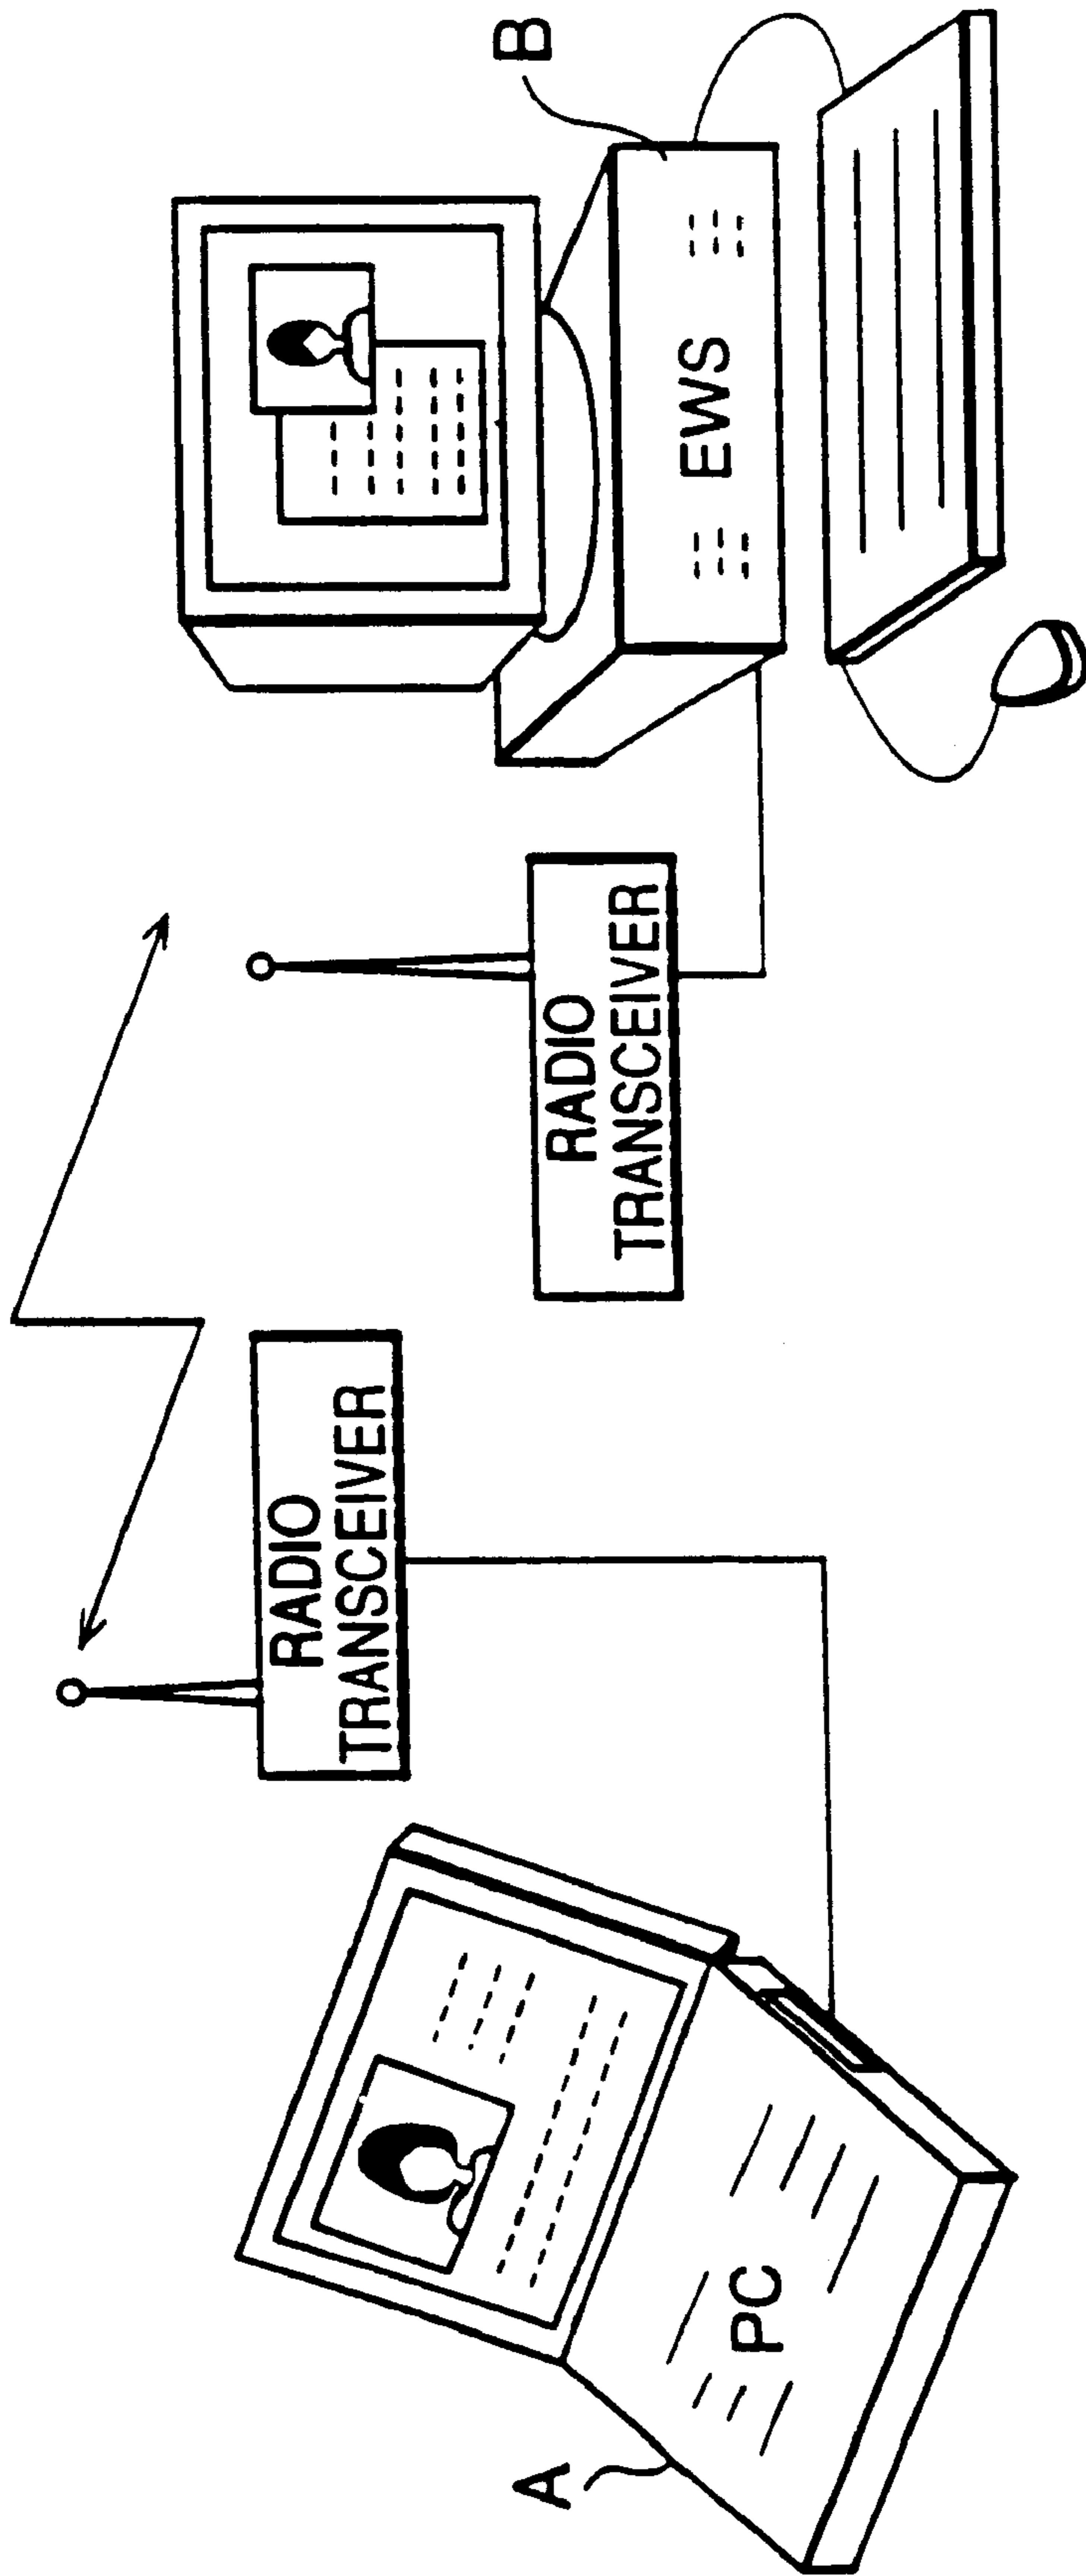 A
PC
RADIO
TRANSCEIVER
RADIO
TRANSCEIVER
EWS
B